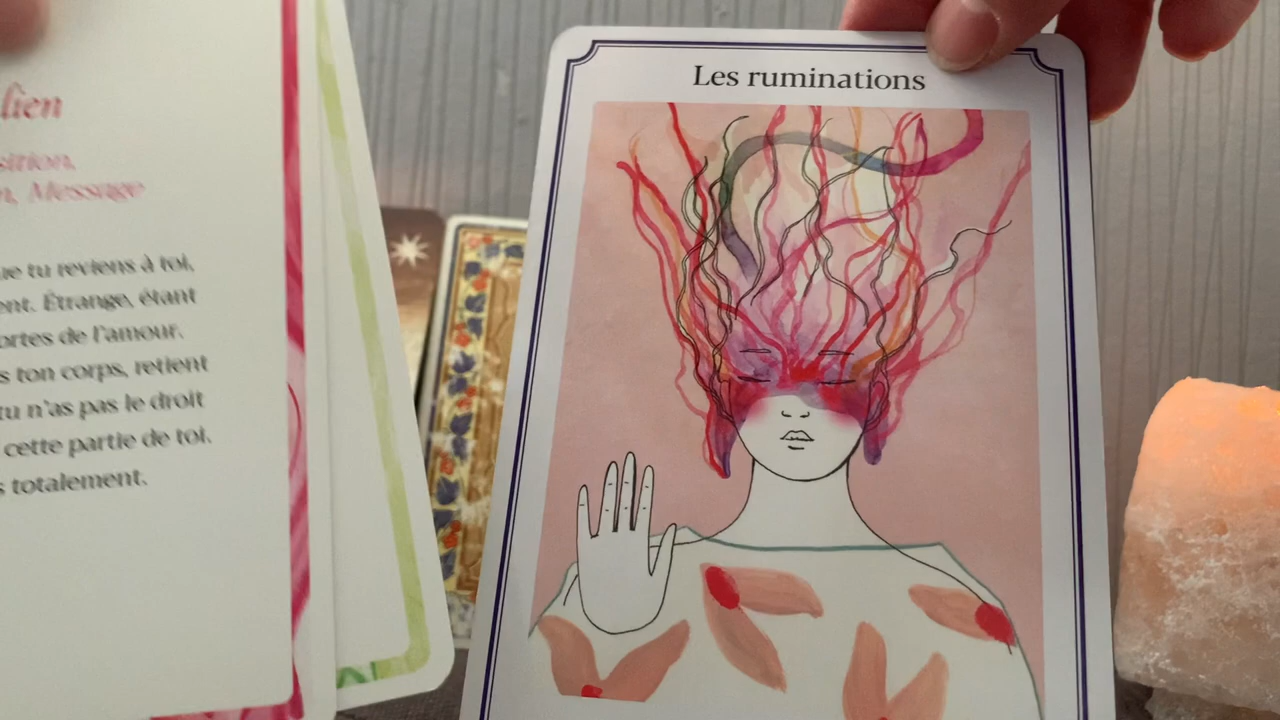 lien
n, Message
ue tu reviens à toi,
ent. Étrange, étant
ortes de l'amour.
s ton corps, retient
tu n'as pas le droit
cette partie de toi.
s totalement.
Les ruminations